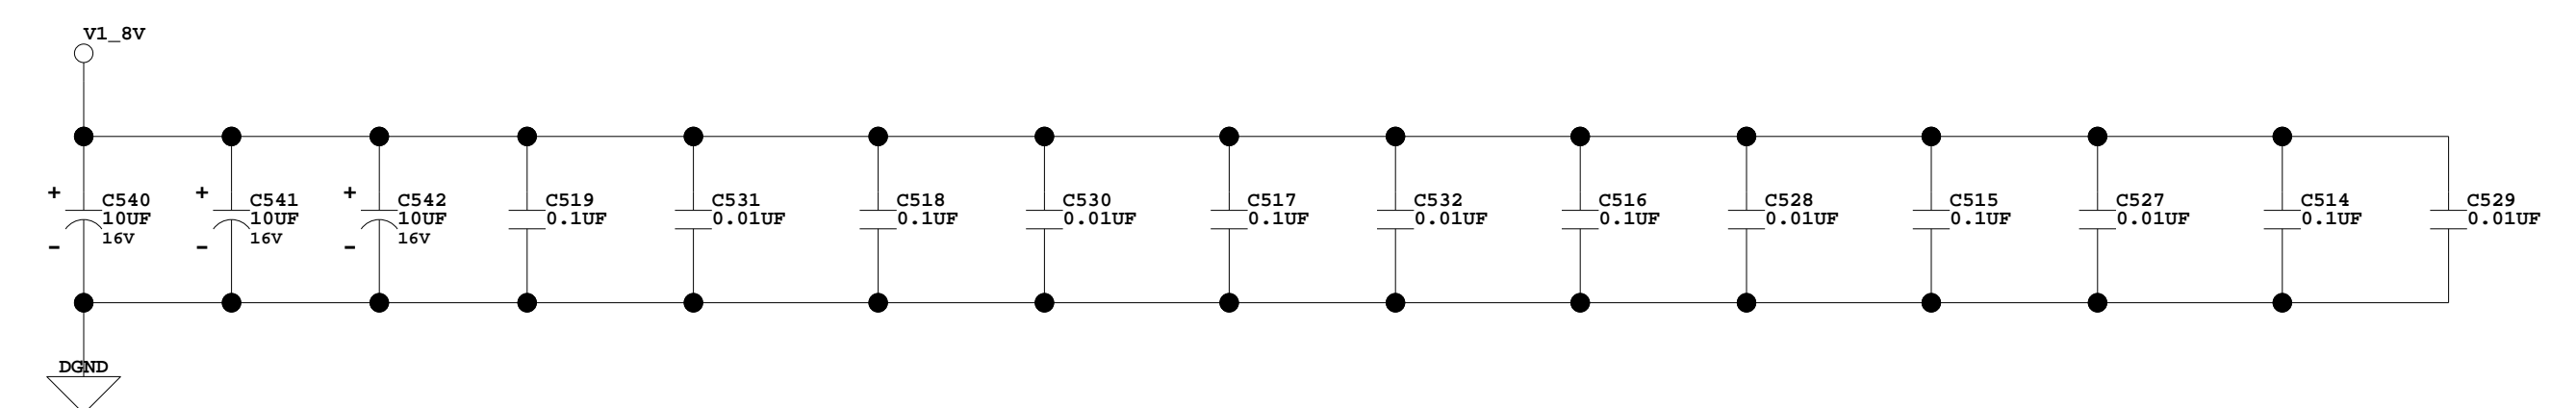 V1_8V
+ C540
10UF
16V
-
+ C541
10UF
16V
-
+ C542
10UF
16V
-
C519
0.1UF
C531
0.01UF
C518
0.1UF
C530
0.01UF
C517
0.1UF
C532
0.01UF
C516
0.1UF
C528
0.01UF
C515
0.1UF
C527
0.01UF
C514
0.1UF
C529
0.01UF
DGND